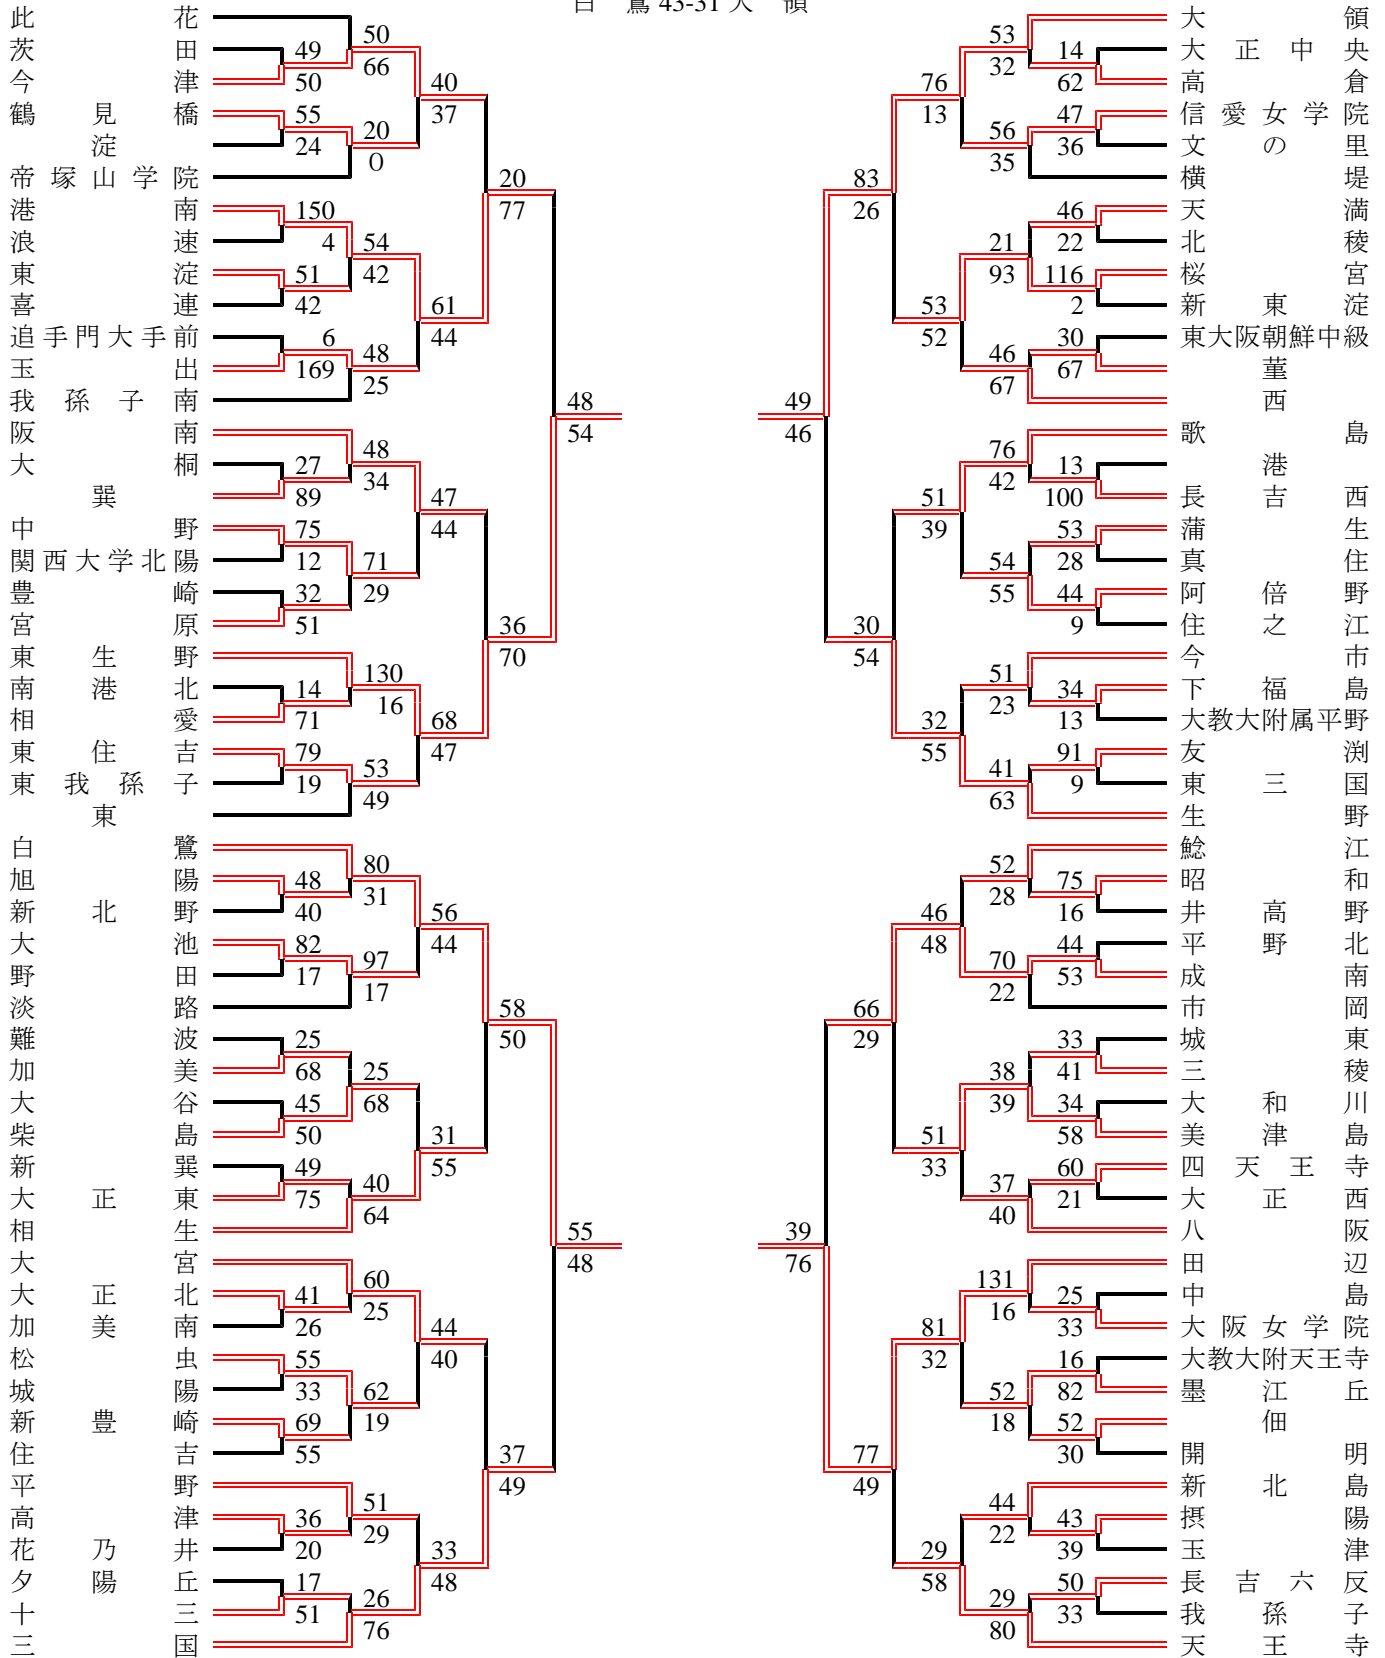 白 鷺 43-31 大 領
此花
茨田
今津
鶴見橋
淀
帝塚山学院
港南
浪速
東淀
喜連
追手門大手前
玉出
我孫子南
阪南
大桐
巽
中野
関西大学北陽
豊崎
宮原
東生野
南港北
相愛
東住吉
東我孫子
東
白鷺
旭陽
新北野
大池
野田
淡路
難波
加美
大谷
柴島
新巽
大正東
相生
大宮
大正北
加美南
松虫
城陽
新豊崎
住吉
平野
高津
花乃井
夕陽丘
十三
三国
49
50
55
24
150
4
51
42
6
169
27
89
75
12
32
51
14
71
79
19
48
40
82
17
25
68
45
50
49
75
41
26
55
33
69
55
36
20
17
51
50
66
20
0
54
42
48
25
48
34
71
29
130
16
53
49
80
31
97
17
25
68
40
64
60
25
62
19
51
29
26
76
40
37
61
44
47
44
68
47
56
44
31
55
44
40
33
48
20
77
36
70
58
50
37
49
48
54
55
48
49
46
39
76
83
26
30
54
66
29
77
49
76
13
53
52
51
39
32
55
46
48
51
33
81
32
29
58
53
32
56
35
21
93
46
67
76
42
54
55
51
23
41
63
52
28
70
22
38
39
37
40
131
16
52
18
44
22
29
80
14
62
47
36
46
22
116
2
30
67
13
100
53
28
44
9
34
13
91
9
75
16
44
53
33
41
34
58
60
21
25
33
16
82
52
30
43
39
50
33
大領
大正中央
高倉
信愛女学院
文の里
横堤
天満
北稜
桜宮
新東淀
東大阪朝鮮中級
菫
西
歌島
港
長吉西
蒲生
真住
阿倍野
住之江
今市
下福島
大教大附属平野
友渕
東三国
生野
鯰江
昭和
井高野
平野北
成南
市岡
城東
三稜
大和川
美津島
四天王寺
大正西
八阪
田辺
中島
大阪女学院
大教大附天王寺
墨江丘
佃
開明
新北島
摂陽
玉津
長吉六反
我孫子
天王寺